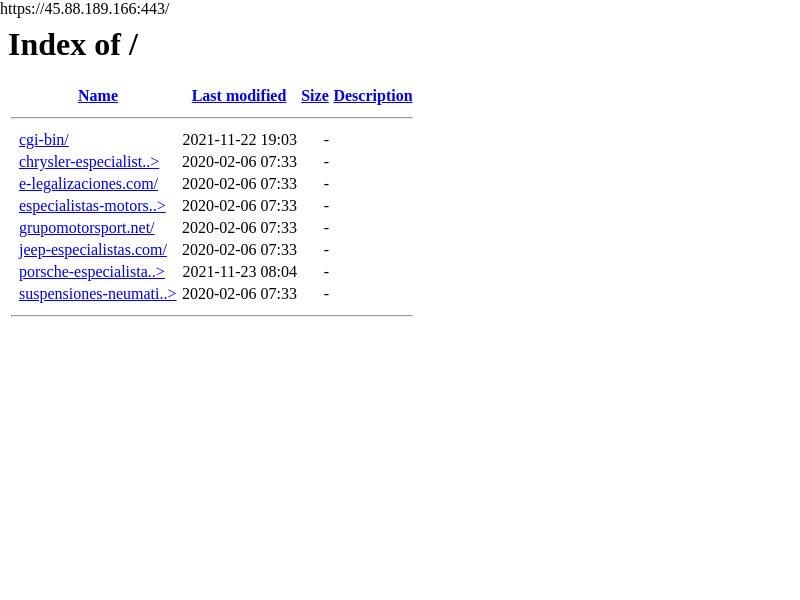 https://45.88.189.166:443/
Index of /
Name Last modified Size Description
cgi-bin/ 2021-11-22 19:03 -
chrysler-especialist..> 2020-02-06 07:33 -
e-legalizaciones.com/ 2020-02-06 07:33 -
especialistas-motors..> 2020-02-06 07:33 -
grupomotorsport.net/ 2020-02-06 07:33 -
jeep-especialistas.com/ 2020-02-06 07:33 -
porsche-especialista..> 2021-11-23 08:04 -
suspensiones-neumati..> 2020-02-06 07:33 -